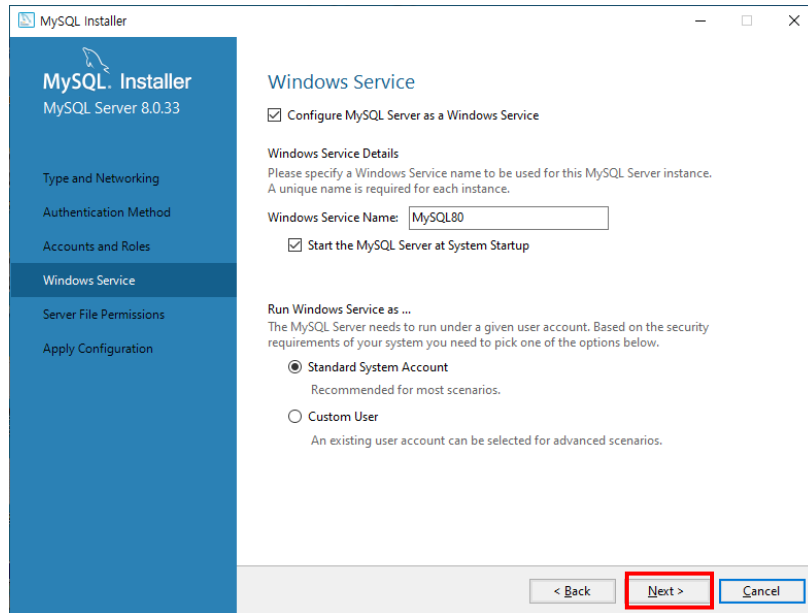 MySQL Installer
MySQL. Installer
MySQL Server 8.0.33
Type and Networking
Authentication Method
Accounts and Roles
Windows Service
Server File Permissions
Apply Configuration
Windows Service
Configure MySQL Server as a Windows Service
Windows Service Details
Please specify a Windows Service name to be used for this MySQL Server instance.
A unique name is required for each instance.
Windows Service Name: MySQL80
Start the MySQL Server at System Startup
Run Windows Service as ...
The MySQL Server needs to run under a given user account. Based on the security
requirements of your system you need to pick one of the options below.
Standard System Account
Recommended for most scenarios.
Custom User
An existing user account can be selected for advanced scenarios.
< Back Next > Cancel